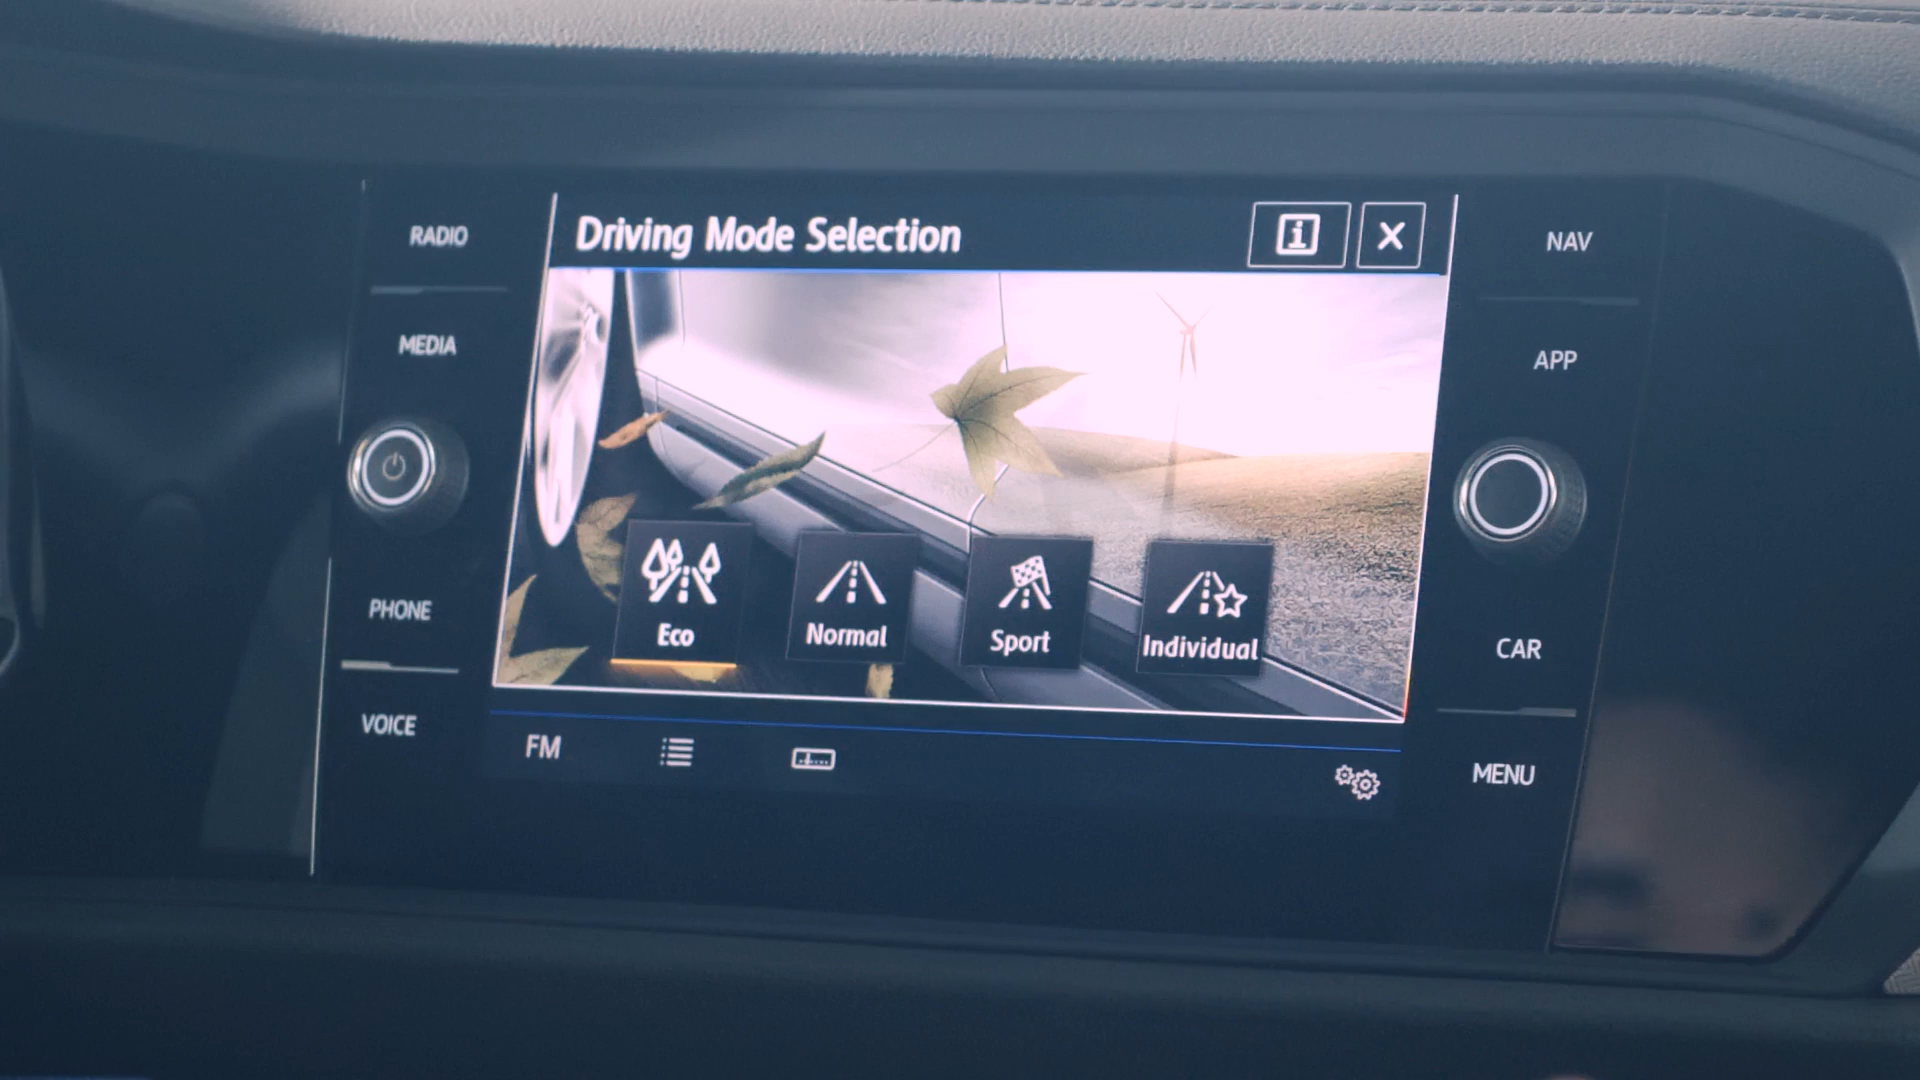 RADIO
MEDIA
PHONE
VOICE
Driving Mode Selection
i
X
Eco
Normal
Sport
Individual
FM
NAV
APP
CAR
MENU